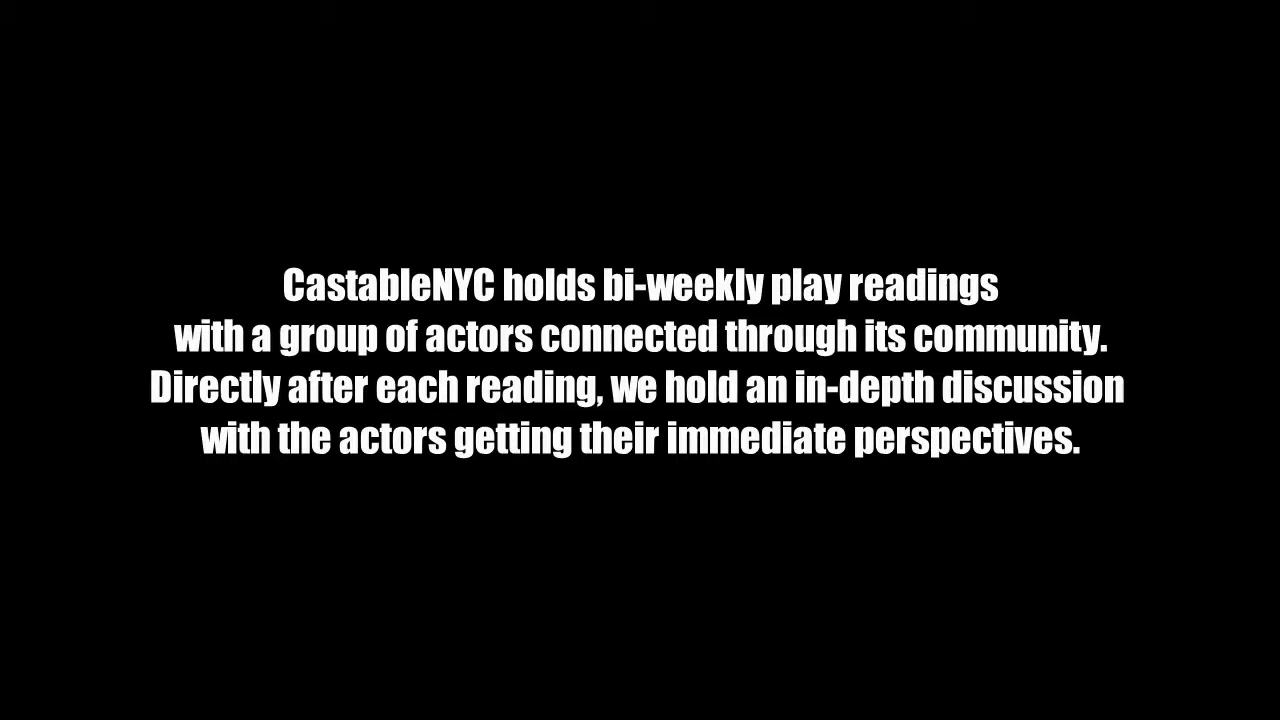 CastableNYC holds bi-weekly play readings
with a group of actors connected through its community.
Directly after each reading, we hold an in-depth discussion
with the actors getting their immediate perspectives.